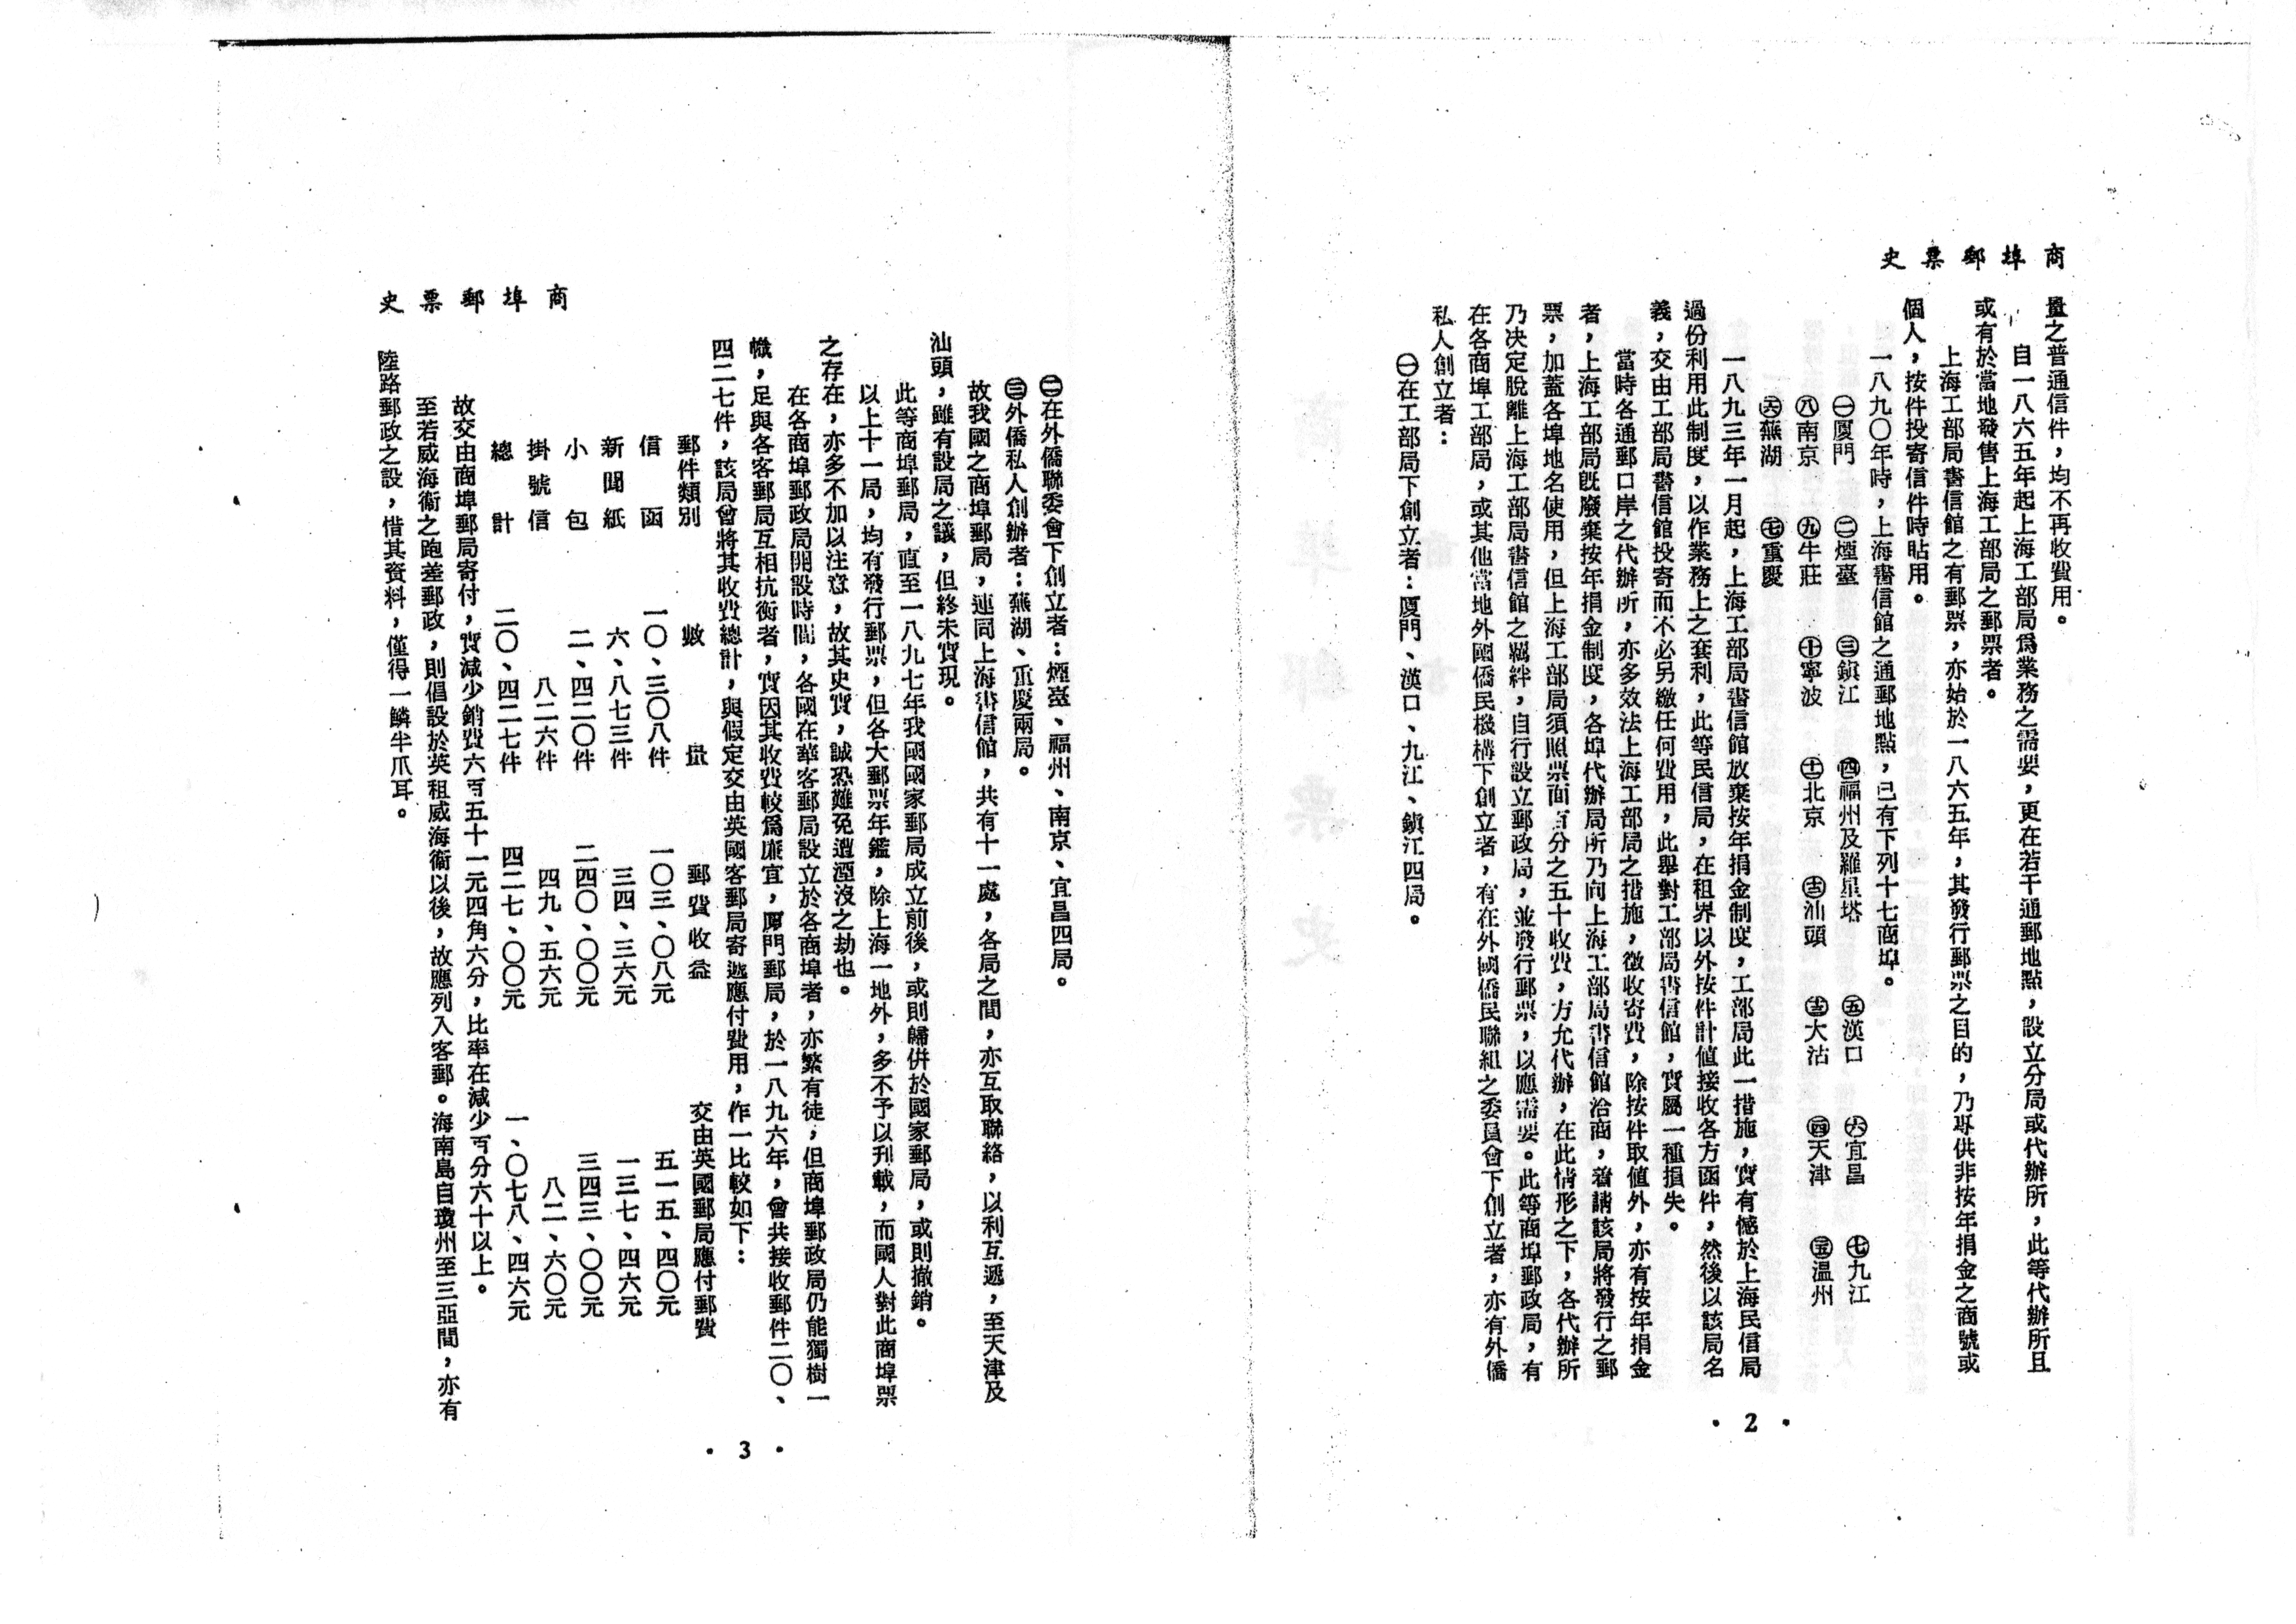 商埠郵票史
量之普通信件，均不再收費用。
自一八六五年起上海工部局爲業務之需要，更在若干通郵地點，設立分局或代辦所，此等代辦所且
或有於當地發售上海工部局之郵票者。
上海工部局書信館之有郵票，亦始於一八六五年，其發行郵票之目的，乃專供非按年捐金之商號或
個人，按件投寄信件時貼用。
一八九〇年時，上海書信館之通郵地點，已有下列十七商埠。
㊀厦門 ㊁煙臺 ㊂鎮江 ㊃福州及羅星塔 ㊄漢口 ㊅宜昌 ㊆九江
㊇南京 ㊈牛莊 ㊉寧波 ⑪北京 ⑫汕頭 ⑬大沽 ⑭天津 ⑮温州
⑯蕪湖 ⑰重慶
一八九三年一月起，上海工部局書信館放棄按年捐金制度，工部局此一措施，實有憾於上海民信局
過份利用此制度，以作業務上之套利，此等民信局，在租界以外按件計值接收各方函件，然後以該局名
義，交由工部局書信館投寄而不必另繳任何費用，此舉對工部局書信館，實屬一種損失。
當時各通郵口岸之代辦所，亦多效法上海工部局之措施，徵收寄費，除按件取值外，亦有按年捐金
者，上海工部局旣廢棄按年捐金制度，各埠代辦局所乃向上海工部局書信館洽商，着請該局將發行之郵
票，加蓋各埠地名使用，但上海工部局須照票面百分之五十收費，方允代辦，在此情形之下，各代辦所
乃決定脫離上海工部局書信館之羈絆，自行設立郵政局，並發行郵票，以應需要。此等商埠郵政局，有
在各商埠工部局，或其他當地外國僑民機構下創立者，有在外國僑民聯組之委員會下創立者，亦有外僑
私人創立者：
㊀在工部局下創立者：厦門、漢口、九江、鎮江四局。
・2・
商埠郵票史
㊁在外僑聯委會下創立者：煙臺、福州、南京、宜昌四局。
㊂外僑私人創辦者：蕪湖、重慶兩局。
故我國之商埠郵局，連同上海書信館，共有十一處，各局之間，亦互取聯絡，以利互遞，至天津及
汕頭，雖有設局之議，但終未實現。
此等商埠郵局，直至一八九七年我國國家郵局成立前後，或則歸併於國家郵局，或則撤銷。
以上十一局，均有發行郵票，但各大郵票年鑑，除上海一地外，多不予以刋載，而國人對此商埠票
之存在，亦多不加以注意，故其史實，誠恐難免遭湮沒之劫也。
在各商埠郵政局開設時間，各國在華客郵局設立於各商埠者，亦繁有徒，但商埠郵政局仍能獨樹一
幟，足與各客郵局互相抗衡者，實因其收費較爲廉宜，厦門郵局，於一八九六年，曾共接收郵件二〇、
四二七件，該局曾將其收費總計，與假定交由英國客郵局寄遞應付費用，作一比較如下：
郵件類別 數量 郵費收益 交由英國郵局應付郵費
信函 一〇、三〇八件 一〇三、〇八元 五一五、四〇元
新聞紙 六、八七三件 三四、三六元 一三七、四六元
小包 二、四二〇件 二四〇、〇〇元 三四三、〇〇元
掛號信 八二六件 四九、五六元 八二、六〇元
總計 二〇、四二七件 四二七、〇〇元 一、〇七八、四六元
故交由商埠郵局寄付，實減少銷費六百五十一元四角六分，比率在減少百分六十以上。
至若威海衞之跑差郵政，則倡設於英租威海衞以後，故應列入客郵。海南島自瓊州至三亞間，亦有
陸路郵政之設，惜其資料，僅得一鱗半爪耳。
・3・